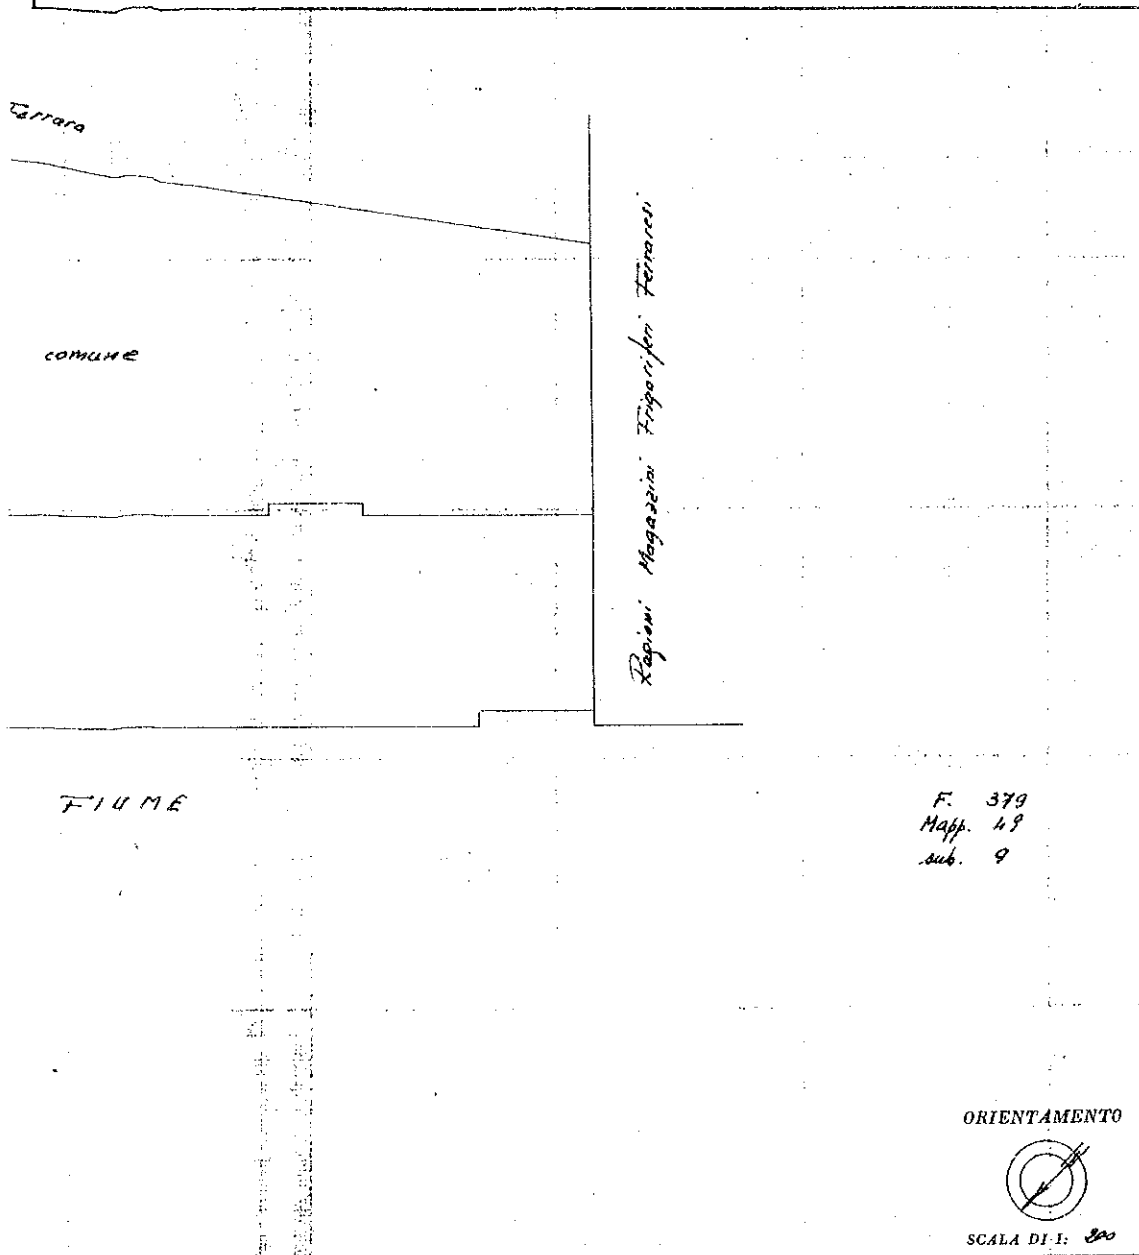 Ferrara
comune
Ragioni Magazzini Frigoriferi Ferraresi
FIUME
F. 379
Mapp. 49
sub. 9
ORIENTAMENTO
SCALA DI 1: 200